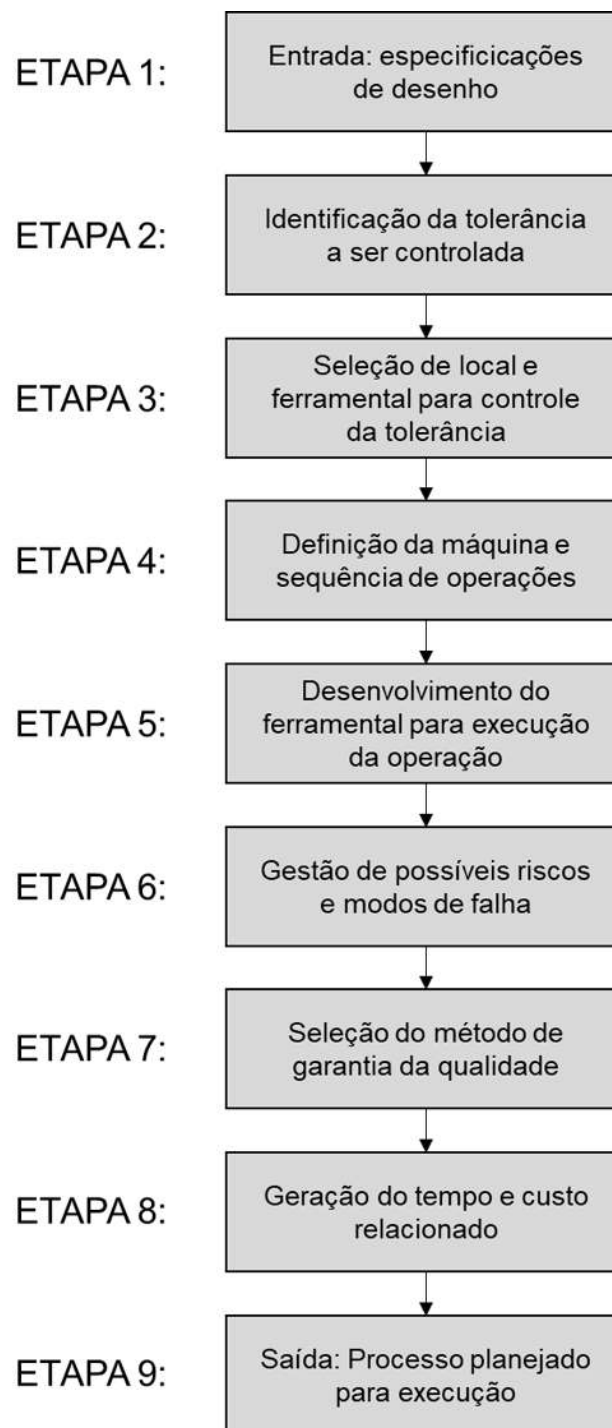 ETAPA 1:
Entrada: especificicações
de desenho
ETAPA 2:
Identificação da tolerância
a ser controlada
ETAPA 3:
Seleção de local e
ferramental para controle
da tolerância
ETAPA 4:
Definição da máquina e
sequência de operações
ETAPA 5:
Desenvolvimento do
ferramental para execução
da operação
ETAPA 6:
Gestão de possíveis riscos
e modos de falha
ETAPA 7:
Seleção do método de
garantia da qualidade
ETAPA 8:
Geração do tempo e custo
relacionado
ETAPA 9:
Saída: Processo planejado
para execução